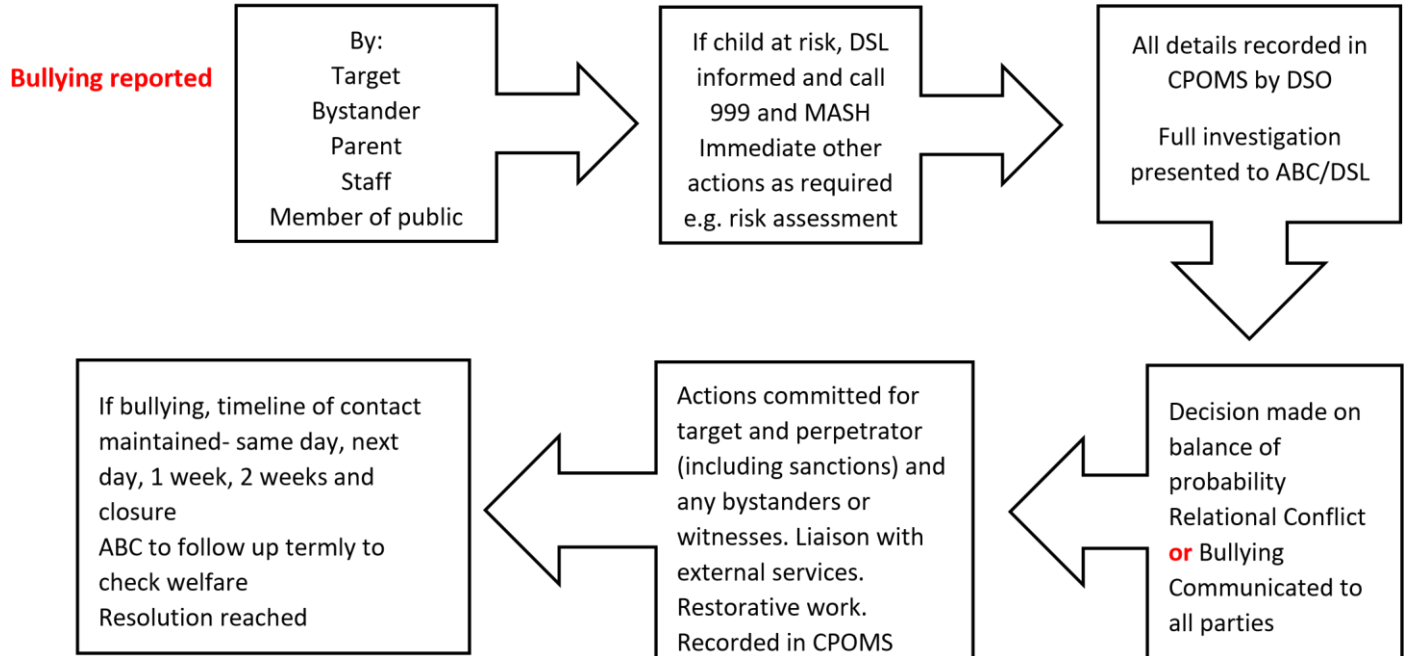 Bullying reported
By:
Target
Bystander
Parent
Staff
Member of public
If child at risk, DSL
informed and call
999 and MASH
Immediate other
actions as required
e.g. risk assessment
All details recorded in
CPOMS by DSO
Full investigation
presented to ABC/DSL
Decision made on
balance of
probability
Relational Conflict
or Bullying
Communicated to
all parties
Actions committed for
target and perpetrator
(including sanctions) and
any bystanders or
witnesses. Liaison with
external services.
Restorative work.
Recorded in CPOMS
If bullying, timeline of contact
maintained- same day, next
day, 1 week, 2 weeks and
closure
ABC to follow up termly to
check welfare
Resolution reached